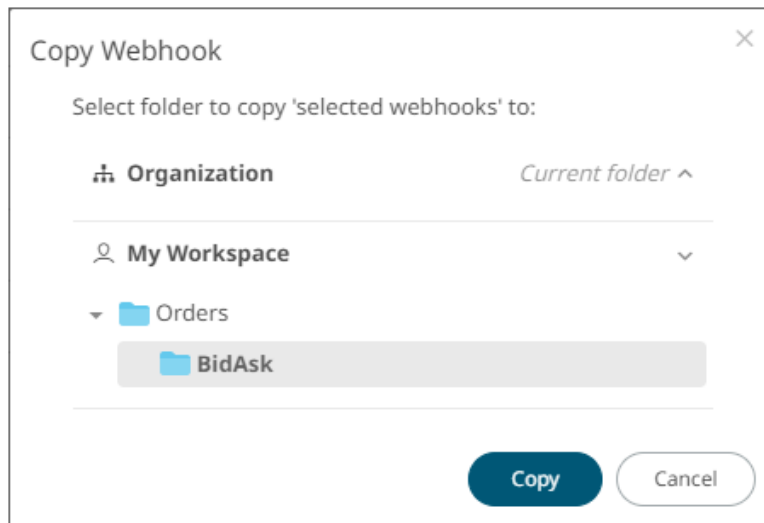 Copy Webhook
Select folder to copy 'selected webhooks' to:
Organization Current folder
My Workspace
Orders
BidAsk
Copy Cancel